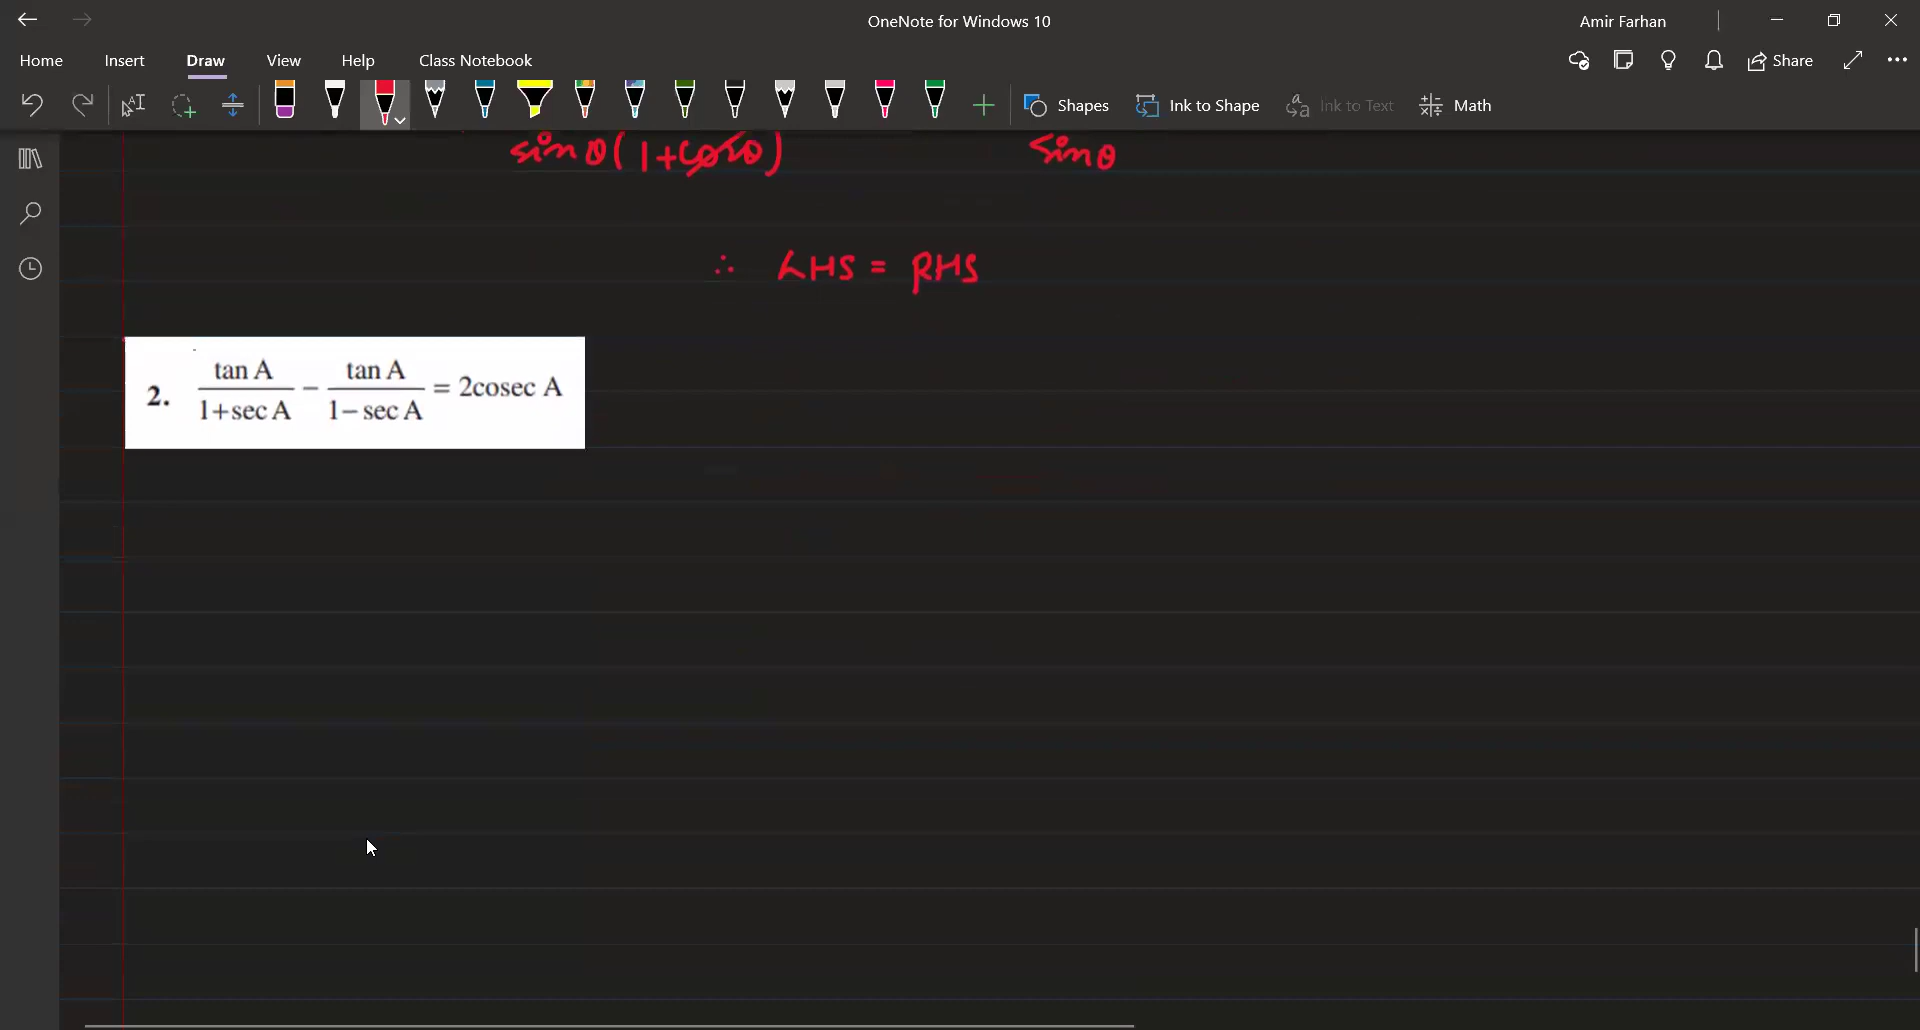 OneNote for Windows 10
Amir Farhan
Home Insert Draw View Help Class Notebook
Share
Shapes Ink to Shape Ink to Text Math
sin θ(1+cosθ) sinθ
∴ LHS = RHS
2. tan A / 1+sec A − tan A / 1−sec A = 2cosec A